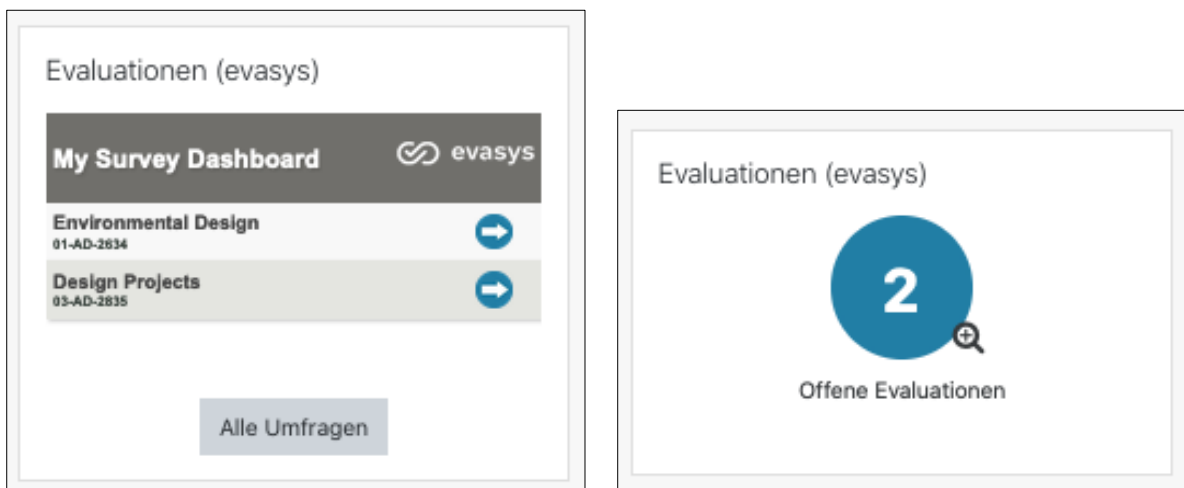 Evaluationen (evasys)
My Survey Dashboard
evasys
Environmental Design
01-AD-2634
Design Projects
03-AD-2835
Alle Umfragen
Evaluationen (evasys)
2
Offene Evaluationen